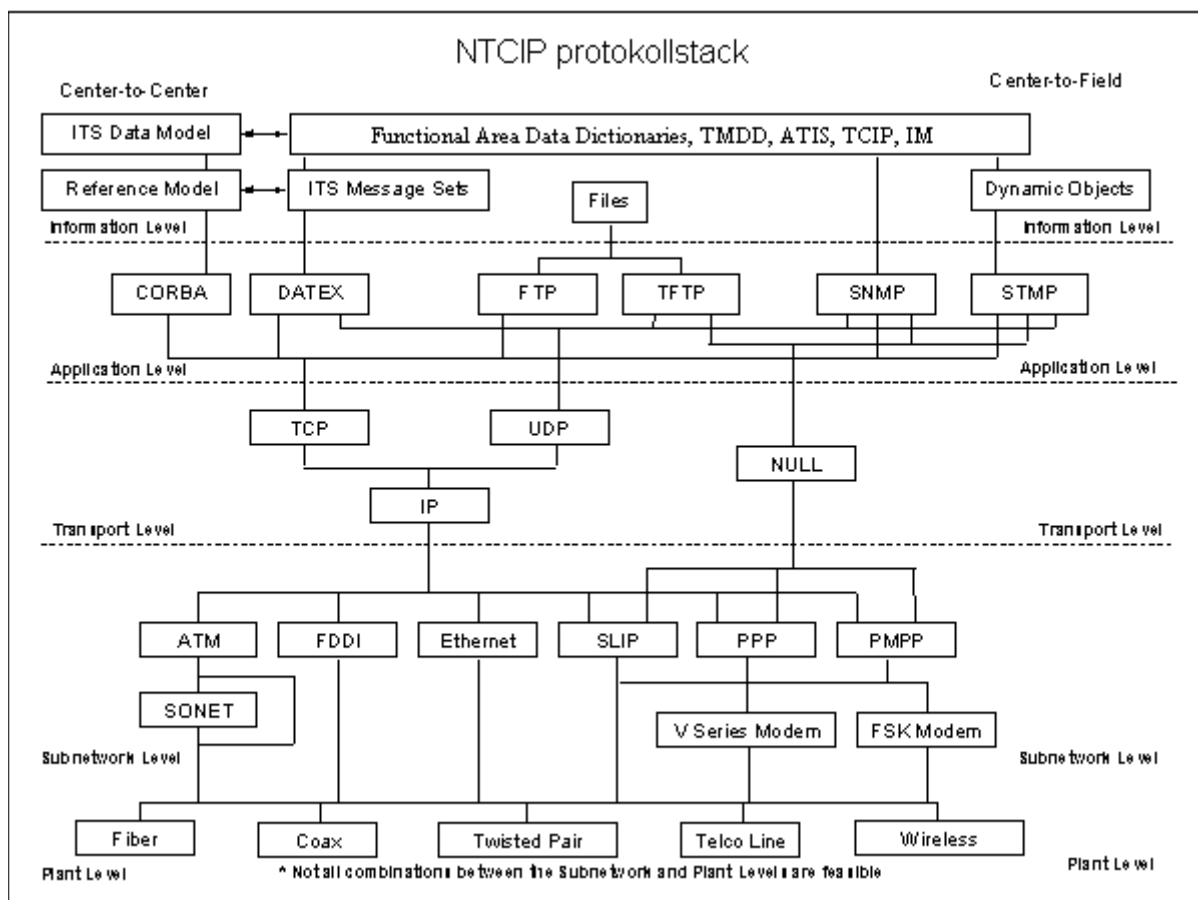 NTCIP protokollstack
Center-to-Center
Center-to-Field
ITS Data Model
Functional Area Data Dictionaries, TMDD, ATIS, TCIP, IM
Reference Model
ITS Message Sets
Files
Dynamic Objects
Information Level
Information Level
CORBA
DATEX
FTP
TFTP
SNMP
STMP
Application Level
Application Level
TCP
UDP
NULL
IP
Transport Level
Transport Level
ATM
FDDI
Ethernet
SLIP
PPP
PMPP
SONET
V Series Modem
FSK Modem
Subnetwork Level
Subnetwork Level
Fiber
Coax
Twisted Pair
Telco Line
Wireless
Plant Level
* Not all combinations between the Subnetwork and Plant Levels are feasible
Plant Level